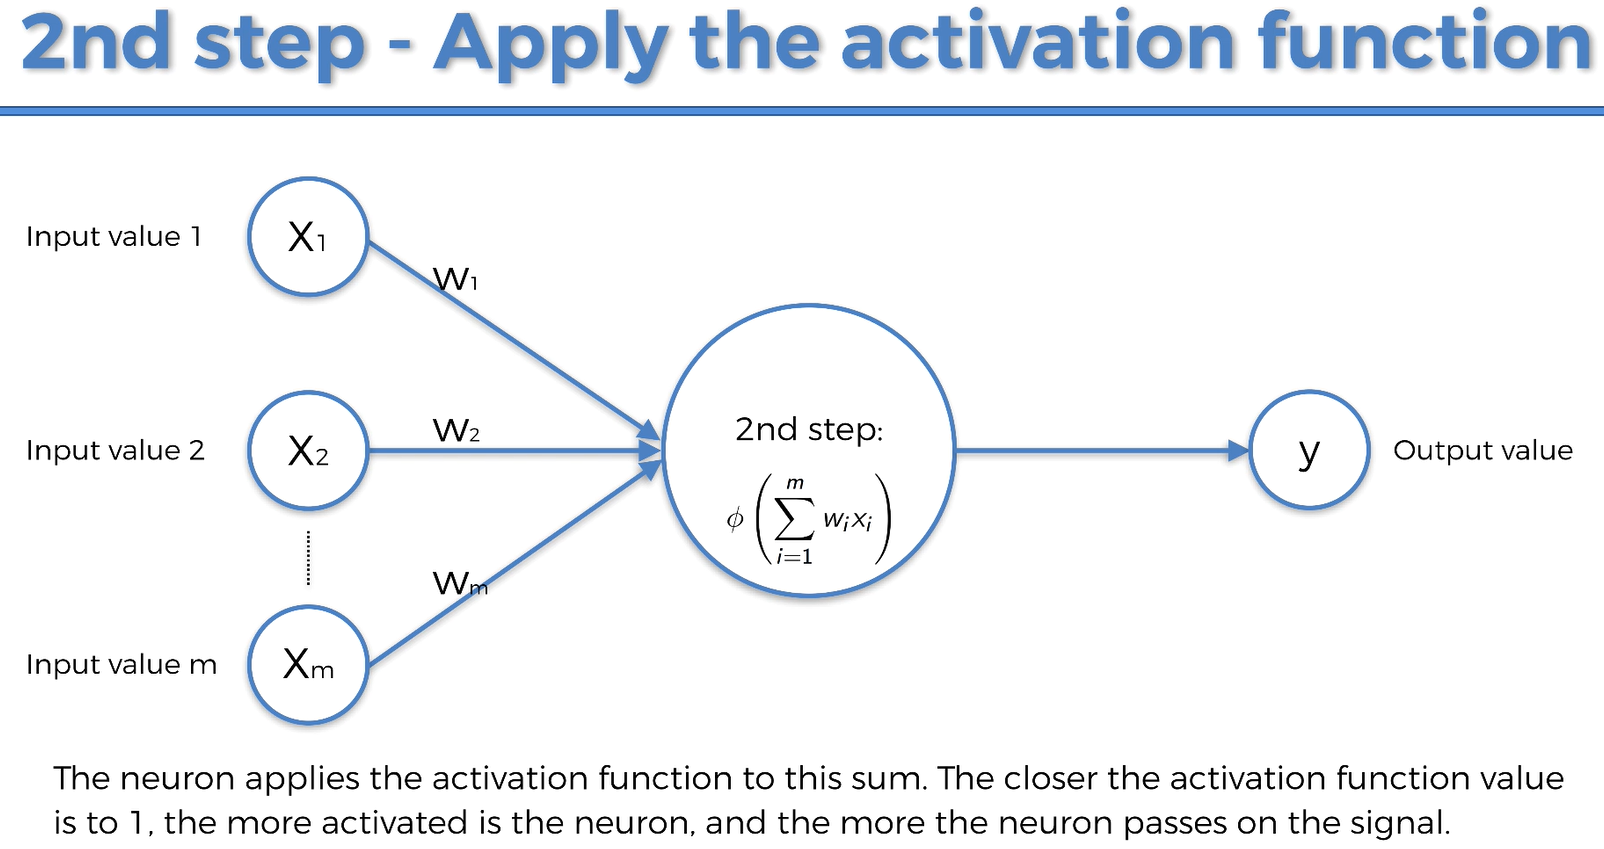 2nd step - Apply the activation function
Input value 1
X1
W1
Input value 2
X2
W2
2nd step:
ϕ(∑i=1m wixi)
y
Output value
Wm
Input value m
Xm
The neuron applies the activation function to this sum. The closer the activation function value
is to 1, the more activated is the neuron, and the more the neuron passes on the signal.